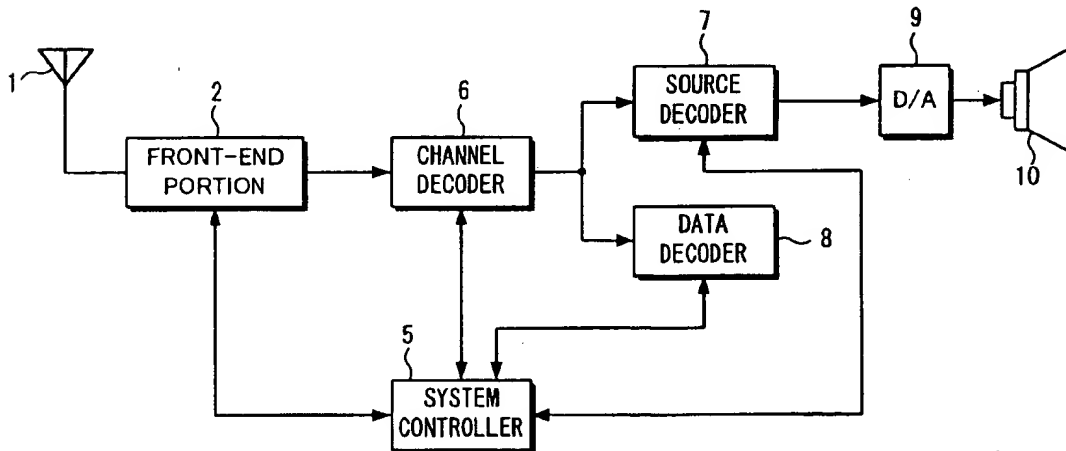 1
2
FRONT-END
PORTION
6
CHANNEL
DECODER
7
SOURCE
DECODER
9
D/A
10
DATA
DECODER
8
5
SYSTEM
CONTROLLER